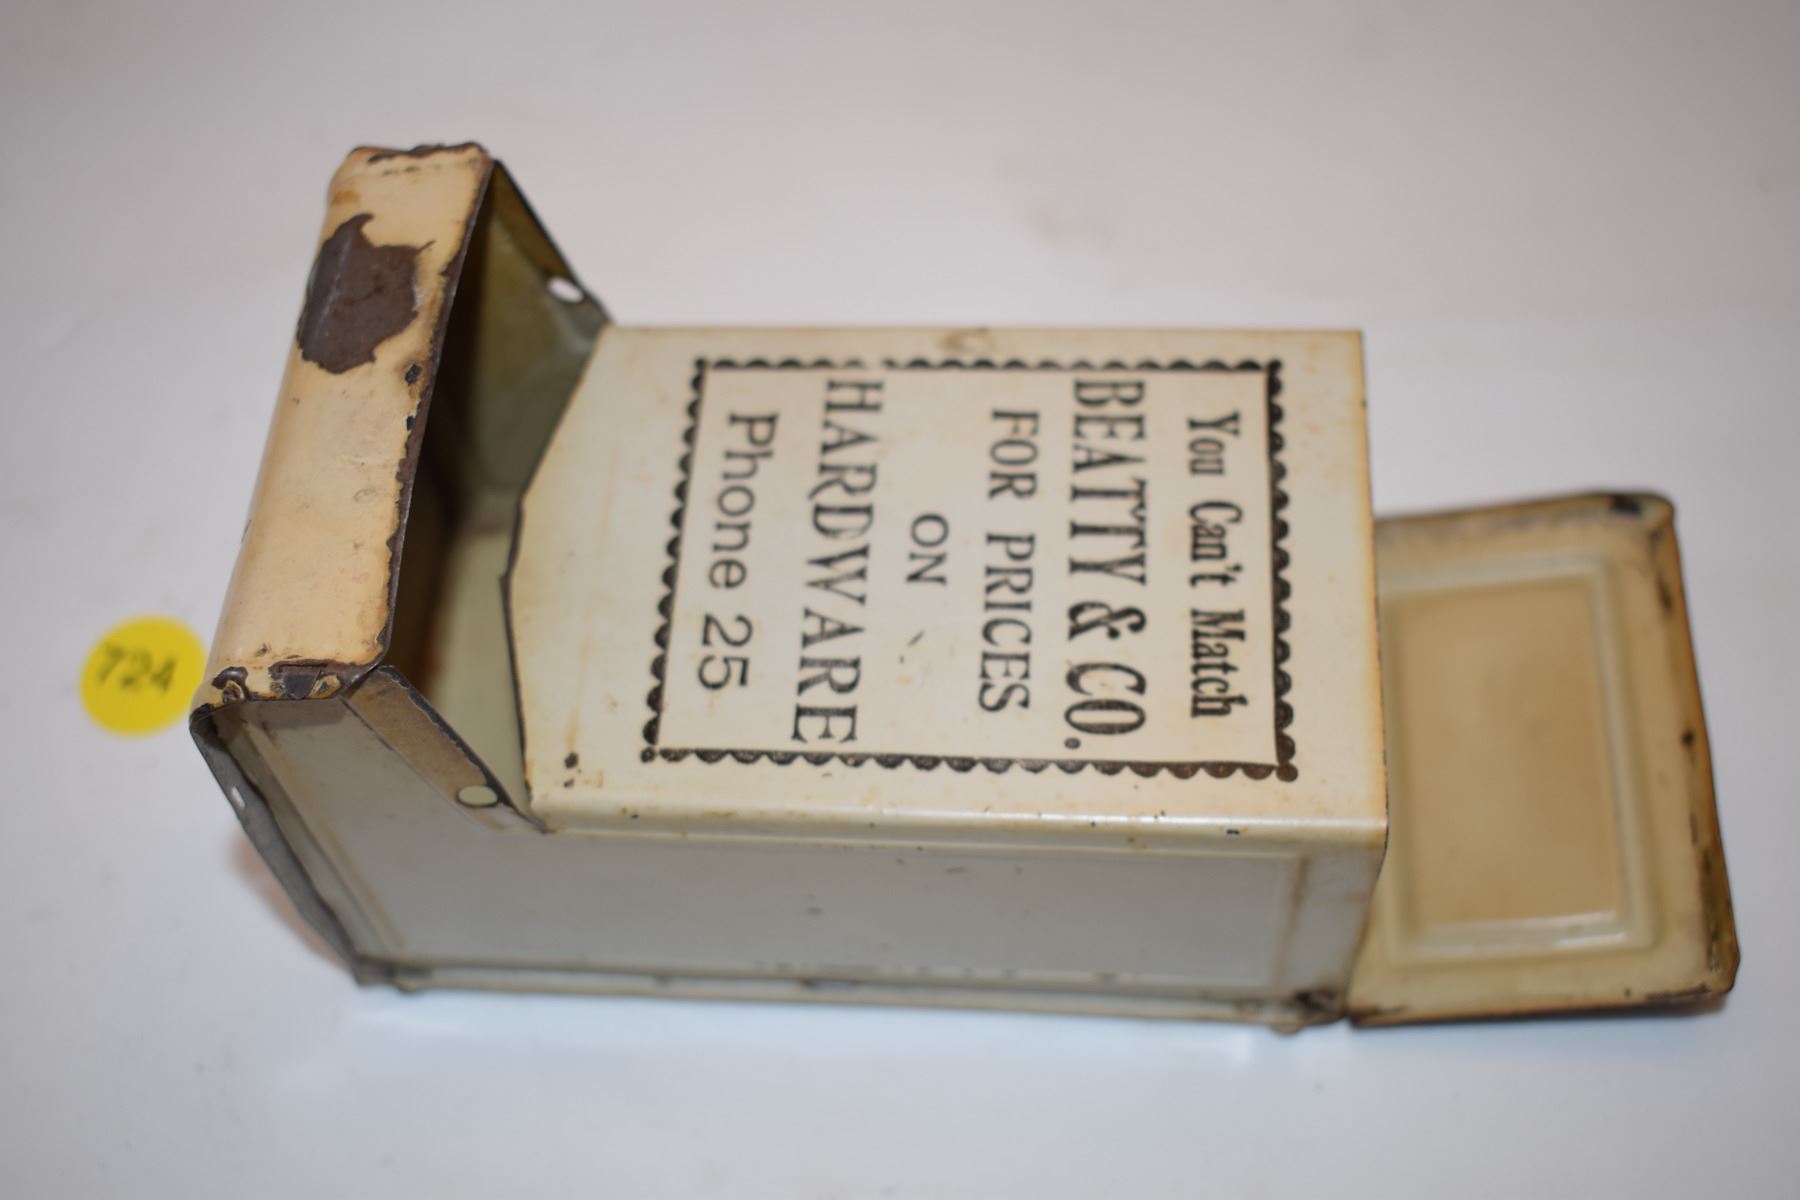 You Can't Match
BEATTY & CO.
FOR PRICES
ON
HARDWARE
Phone 25
724